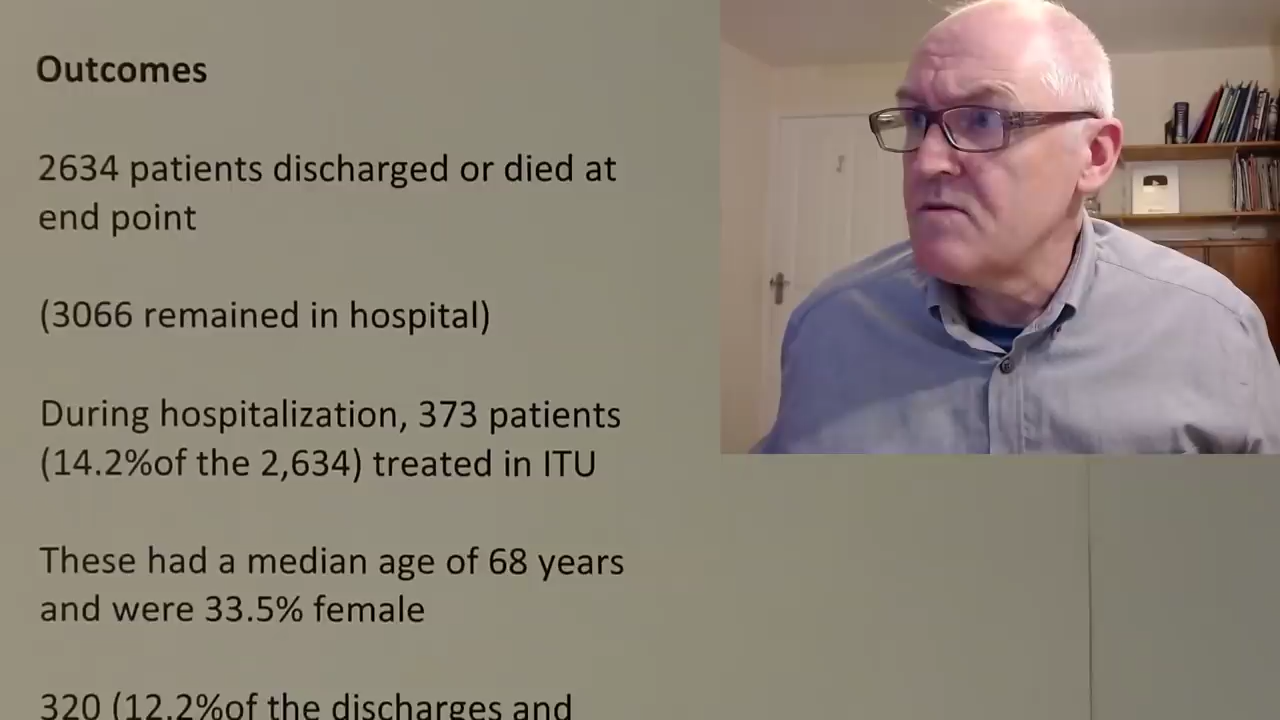 Outcomes
2634 patients discharged or died at
end point
(3066 remained in hospital)
During hospitalization, 373 patients
(14.2%of the 2,634) treated in ITU
These had a median age of 68 years
and were 33.5% female
320 (12.2%of the discharges and